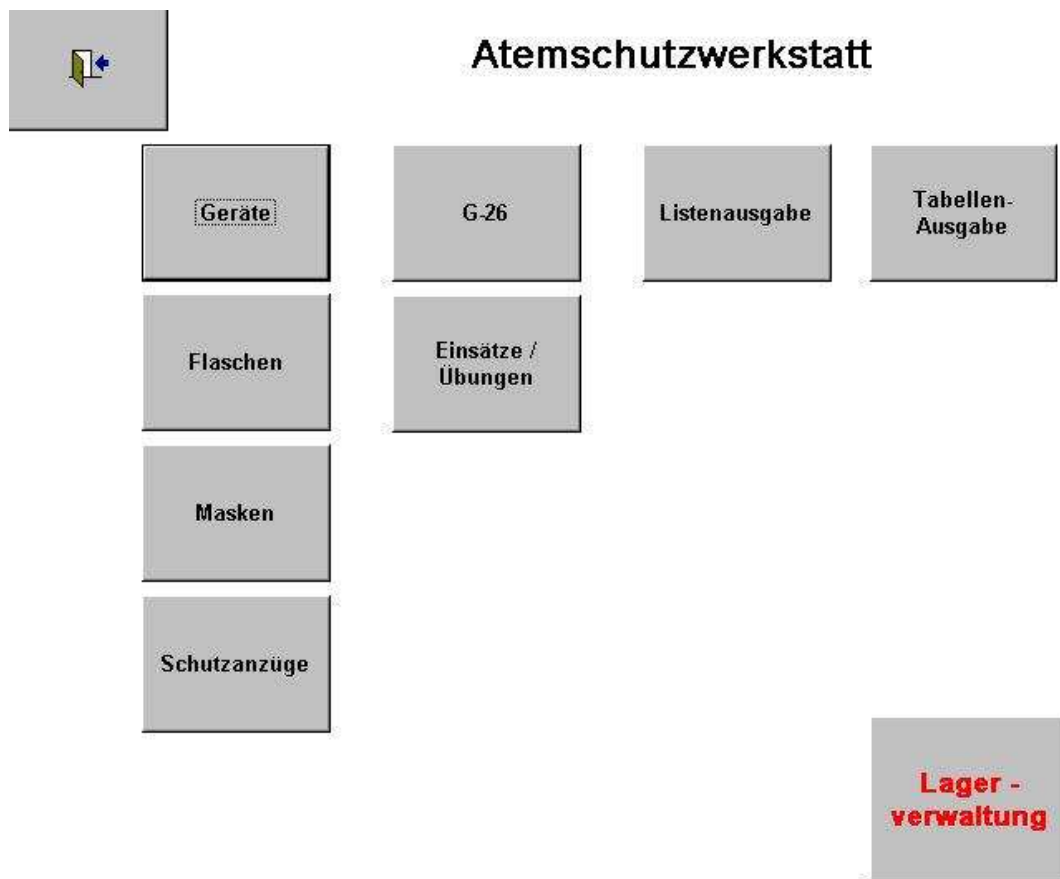 Atemschutzwerkstatt
Geräte
G-26
Listenausgabe
Tabellen-
Ausgabe
Flaschen
Einsätze /
Übungen
Masken
Schutzanzüge
Lager -
verwaltung